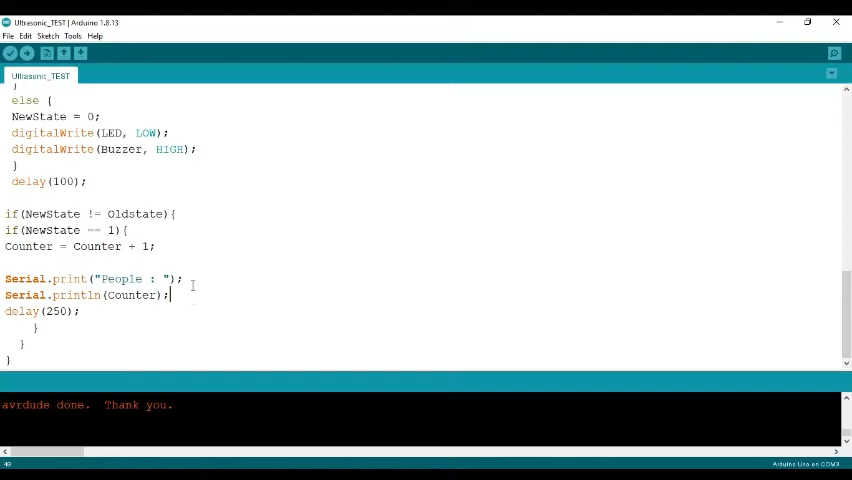 Ultrasonic_TEST | Arduino 1.8.13
File Edit Sketch Tools Help
Ultrasonic_TEST
}
else {
NewState = 0;
digitalWrite(LED, LOW);
digitalWrite(Buzzer, HIGH);
}
delay(100);
if(NewState != Oldstate){
if(NewState == 1){
Counter = Counter + 1;
Serial.print("People : ");
Serial.println(Counter);
delay(250);
}
}
}
avrdude done.  Thank you.
49 Arduino Uno on COM3